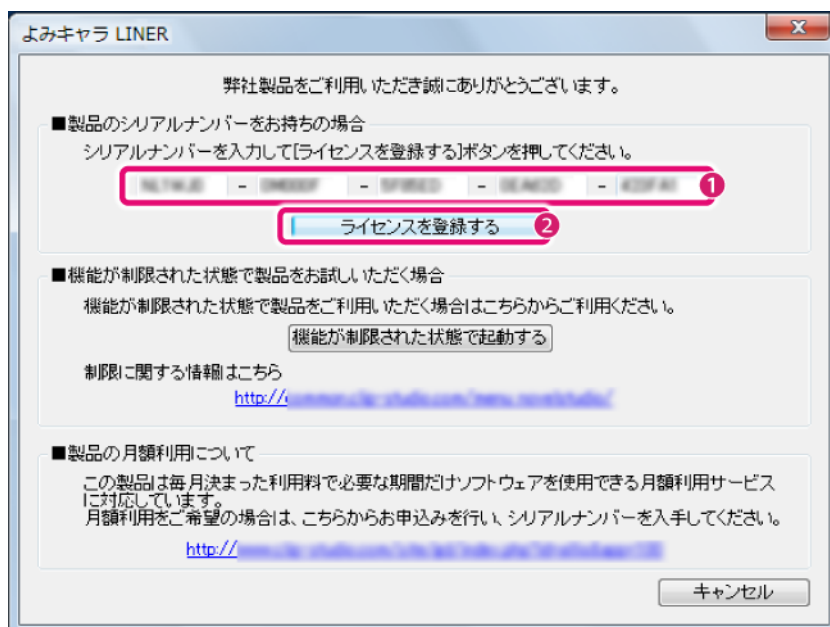 よみキャラ LINER
弊社製品をご利用いただき誠にありがとうございます。
■製品のシリアルナンバーをお持ちの場合
シリアルナンバーを入力して[ライセンスを登録する]ボタンを押してください。
- - - - ❶
ライセンスを登録する ❷
■機能が制限された状態で製品をお試しいただく場合
機能が制限された状態で製品をご利用いただく場合はこちらからご利用ください。
機能が制限された状態で起動する
制限に関する情報はこちら
http://
■製品の月額利用について
この製品は毎月決まった利用料で必要な期間だけソフトウェアを使用できる月額利用サービス
に対応しています。
月額利用をご希望の場合は、こちらからお申込みを行い、シリアルナンバーを入手してください。
http://
キャンセル